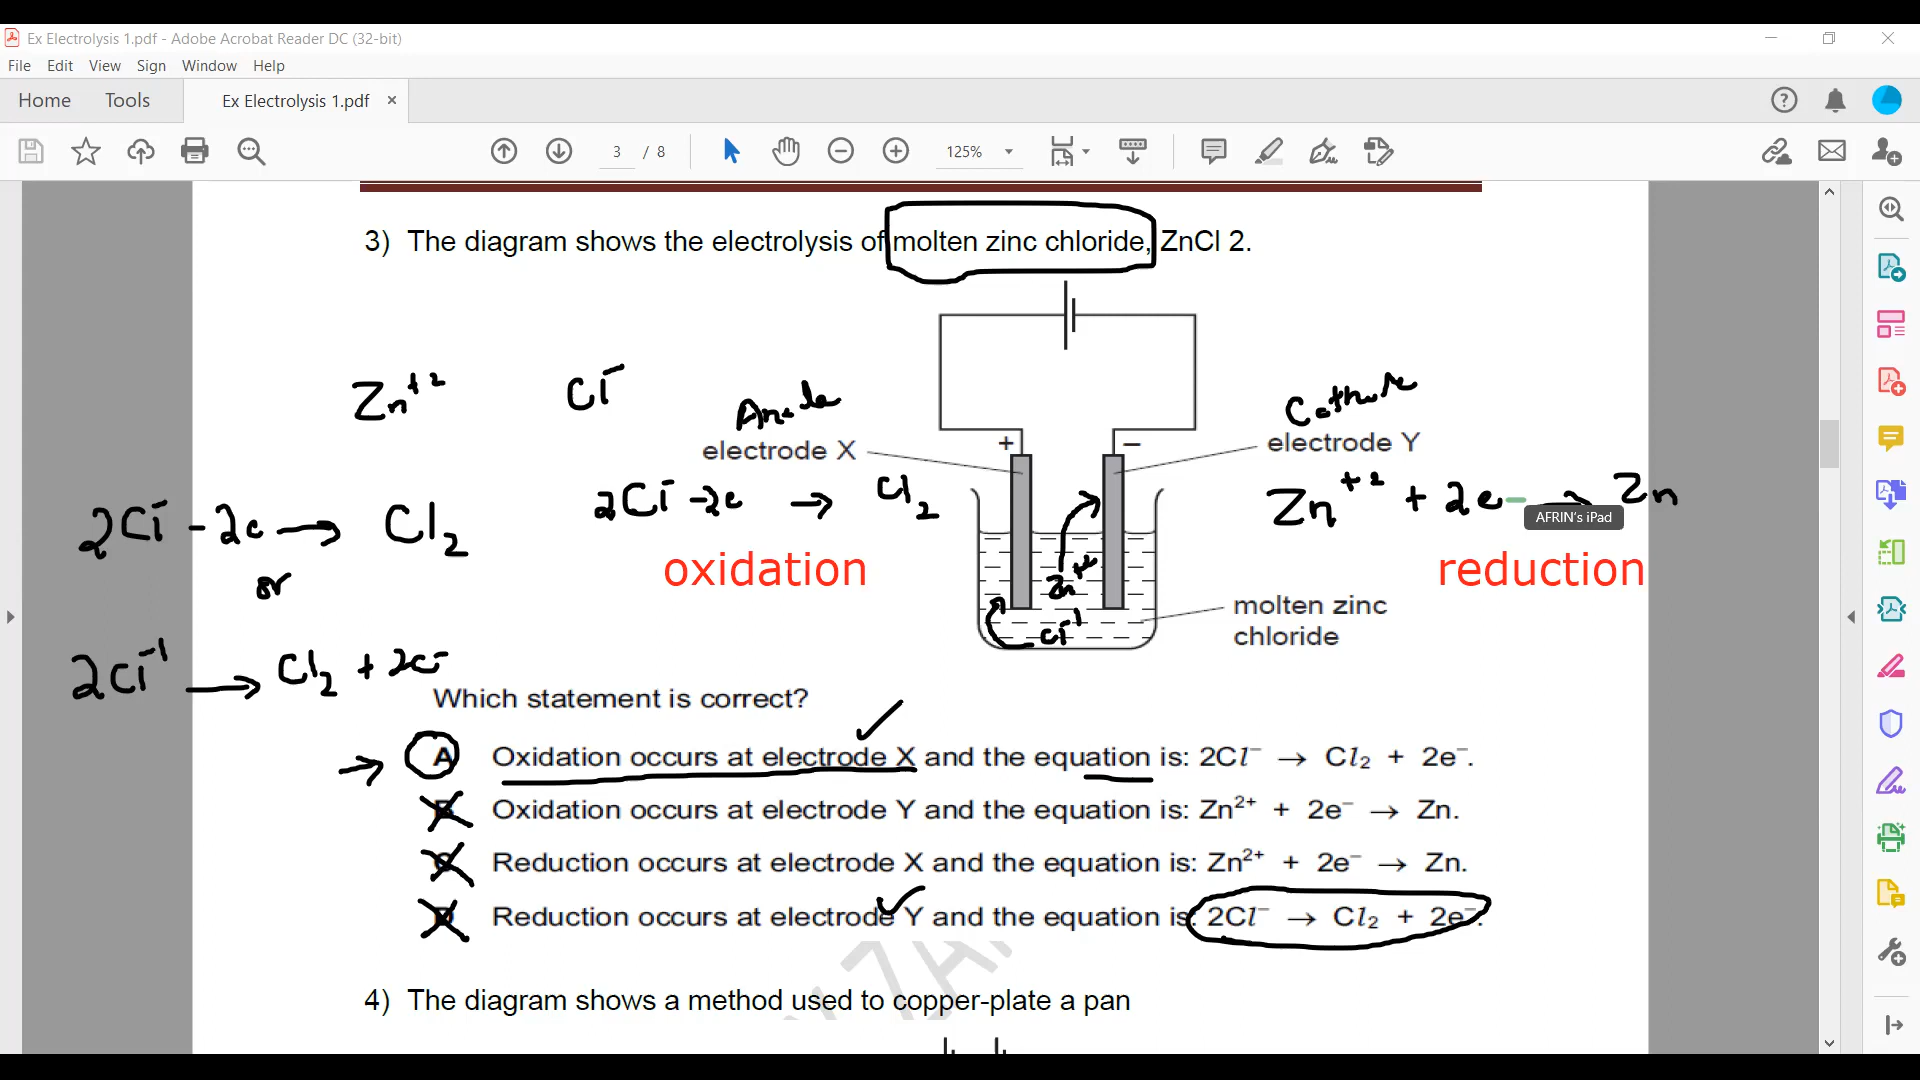 Ex Electrolysis 1.pdf - Adobe Acrobat Reader DC (32-bit)
File Edit View Sign Window Help
Home Tools Ex Electrolysis 1.pdf ×
3 / 8 125%
3) The diagram shows the electrolysis of molten zinc chloride, ZnCl 2.
Zn⁺² Cl⁻ Anode Cathode
+ −
electrode X electrode Y
2Cl⁻ -2e → Cl₂ 2Cl⁻ -2e → Cl₂ Zn⁺² + 2e- → Zn
AFRIN's iPad
or oxidation Zn⁺² reduction
Cl⁻¹ molten zinc
chloride
2Cl⁻¹ → Cl₂ + 2e⁻
Which statement is correct?
A Oxidation occurs at electrode X and the equation is: 2Cl⁻ → Cl₂ + 2e⁻.
B Oxidation occurs at electrode Y and the equation is: Zn²⁺ + 2e⁻ → Zn.
C Reduction occurs at electrode X and the equation is: Zn²⁺ + 2e⁻ → Zn.
D Reduction occurs at electrode Y and the equation is: 2Cl⁻ → Cl₂ + 2e⁻.
4) The diagram shows a method used to copper-plate a pan